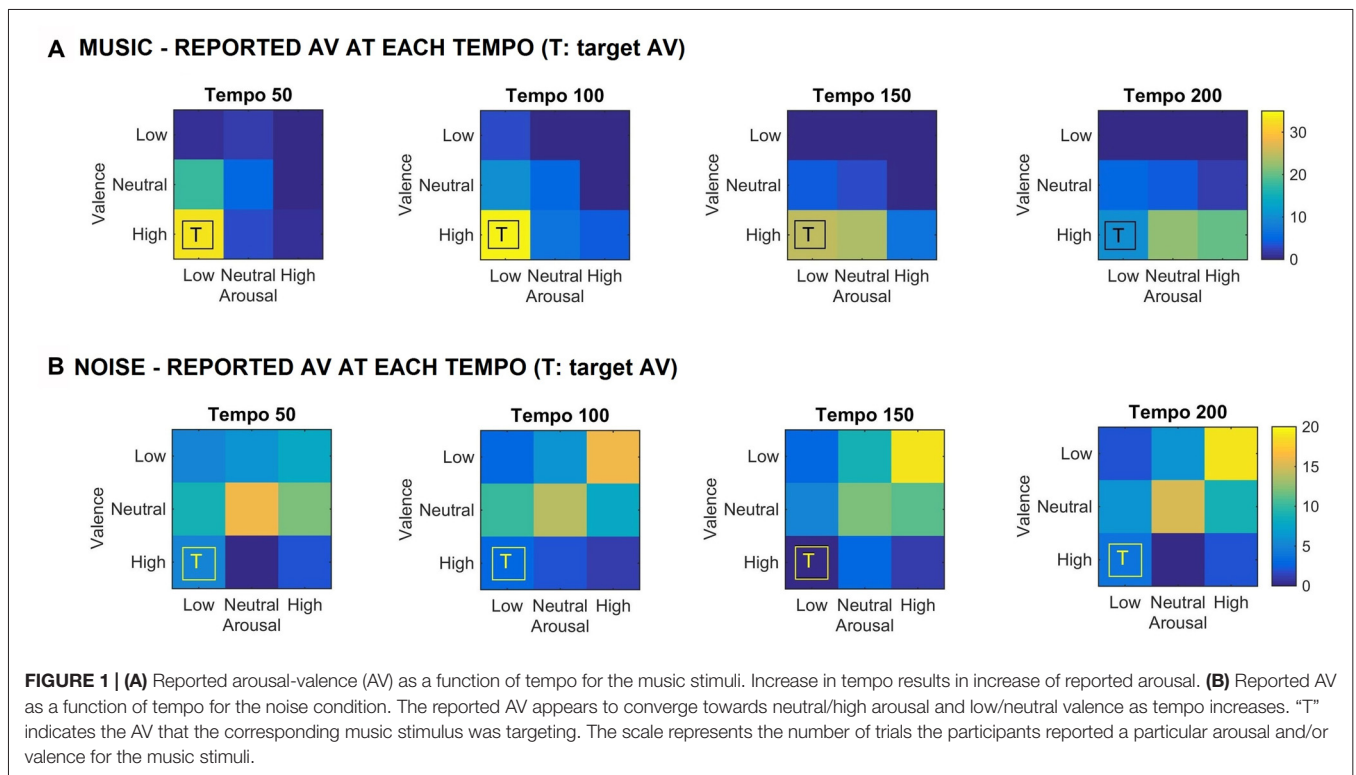 A MUSIC - REPORTED AV AT EACH TEMPO (T: target AV)
Tempo 50
Tempo 100
Tempo 150
Tempo 200
Valence
Low
Neutral
High
T
Low Neutral High
Arousal
Valence
Low
Neutral
High
T
Low Neutral High
Arousal
Valence
Low
Neutral
High
T
Low Neutral High
Arousal
Valence
Low
Neutral
High
T
Low Neutral High
Arousal
30
20
10
0
B NOISE - REPORTED AV AT EACH TEMPO (T: target AV)
Tempo 50
Tempo 100
Tempo 150
Tempo 200
Valence
Low
Neutral
High
T
Low Neutral High
Arousal
Valence
Low
Neutral
High
T
Low Neutral High
Arousal
Valence
Low
Neutral
High
T
Low Neutral High
Arousal
Valence
Low
Neutral
High
T
Low Neutral High
Arousal
20
15
10
5
0
FIGURE 1 | (A) Reported arousal-valence (AV) as a function of tempo for the music stimuli. Increase in tempo results in increase of reported arousal. (B) Reported AV
as a function of tempo for the noise condition. The reported AV appears to converge towards neutral/high arousal and low/neutral valence as tempo increases. “T”
indicates the AV that the corresponding music stimulus was targeting. The scale represents the number of trials the participants reported a particular arousal and/or
valence for the music stimuli.